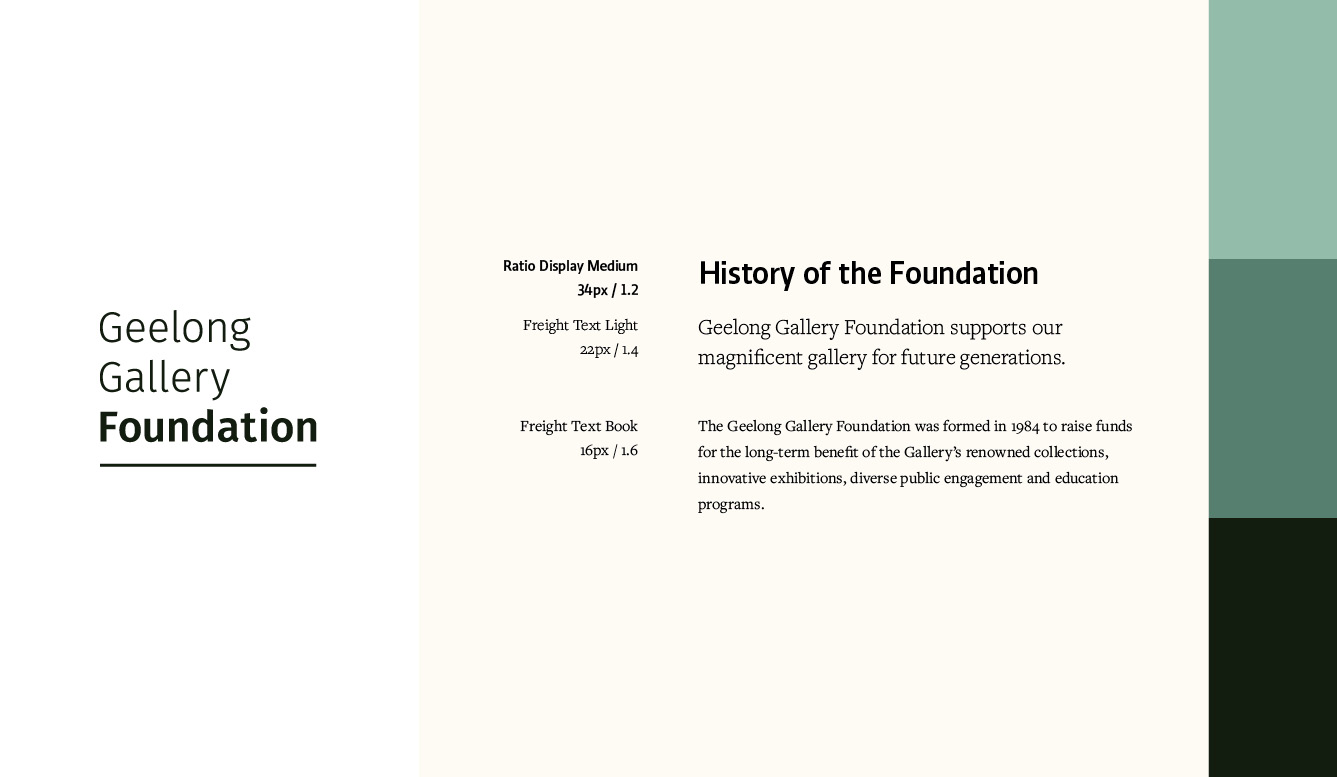 Geelong
Gallery
Foundation
Ratio Display Medium
34px / 1.2
History of the Foundation
Freight Text Light
22px / 1.4
Geelong Gallery Foundation supports our
magnificent gallery for future generations.
Freight Text Book
16px / 1.6
The Geelong Gallery Foundation was formed in 1984 to raise funds
for the long-term benefit of the Gallery’s renowned collections,
innovative exhibitions, diverse public engagement and education
programs.